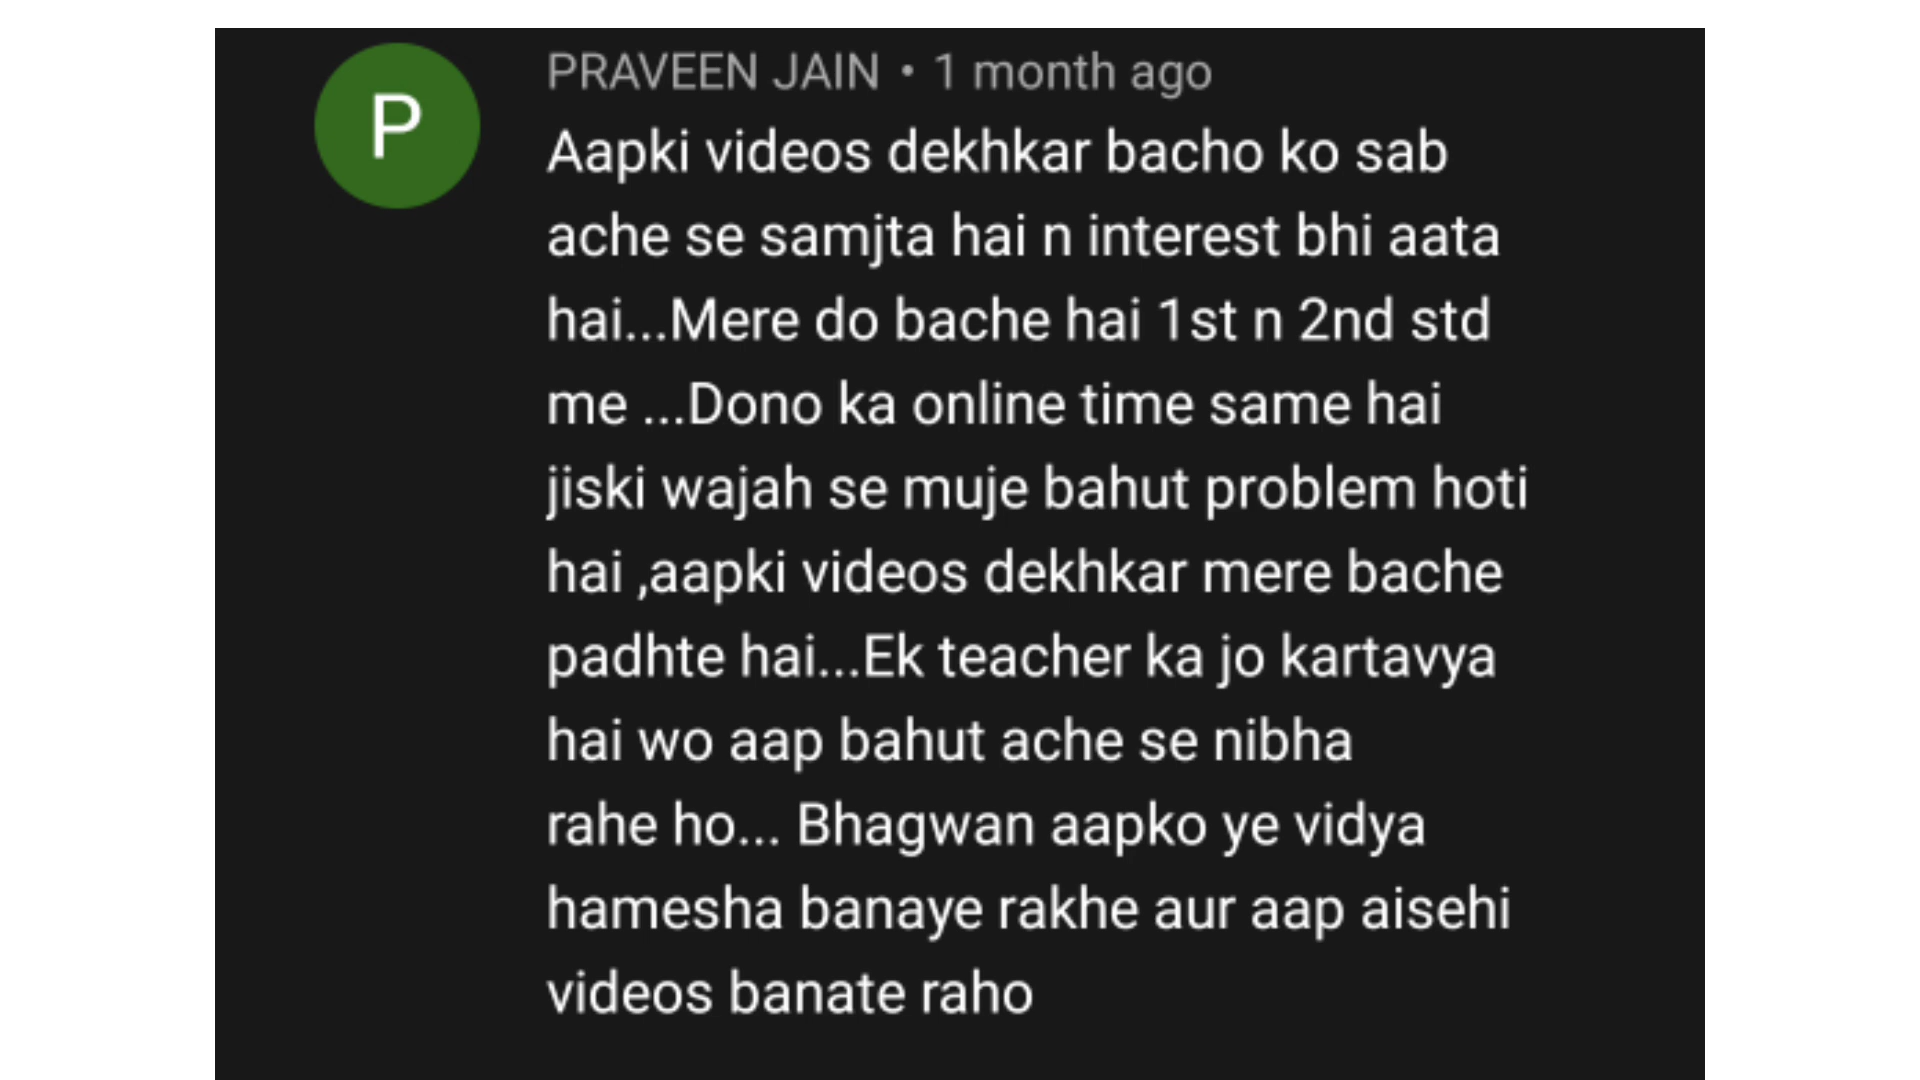 P
PRAVEEN JAIN • 1 month ago
Aapki videos dekhkar bacho ko sab
ache se samjta hai n interest bhi aata
hai...Mere do bache hai 1st n 2nd std
me ...Dono ka online time same hai
jiski wajah se muje bahut problem hoti
hai ,aapki videos dekhkar mere bache
padhte hai...Ek teacher ka jo kartavya
hai wo aap bahut ache se nibha
rahe ho... Bhagwan aapko ye vidya
hamesha banaye rakhe aur aap aisehi
videos banate raho